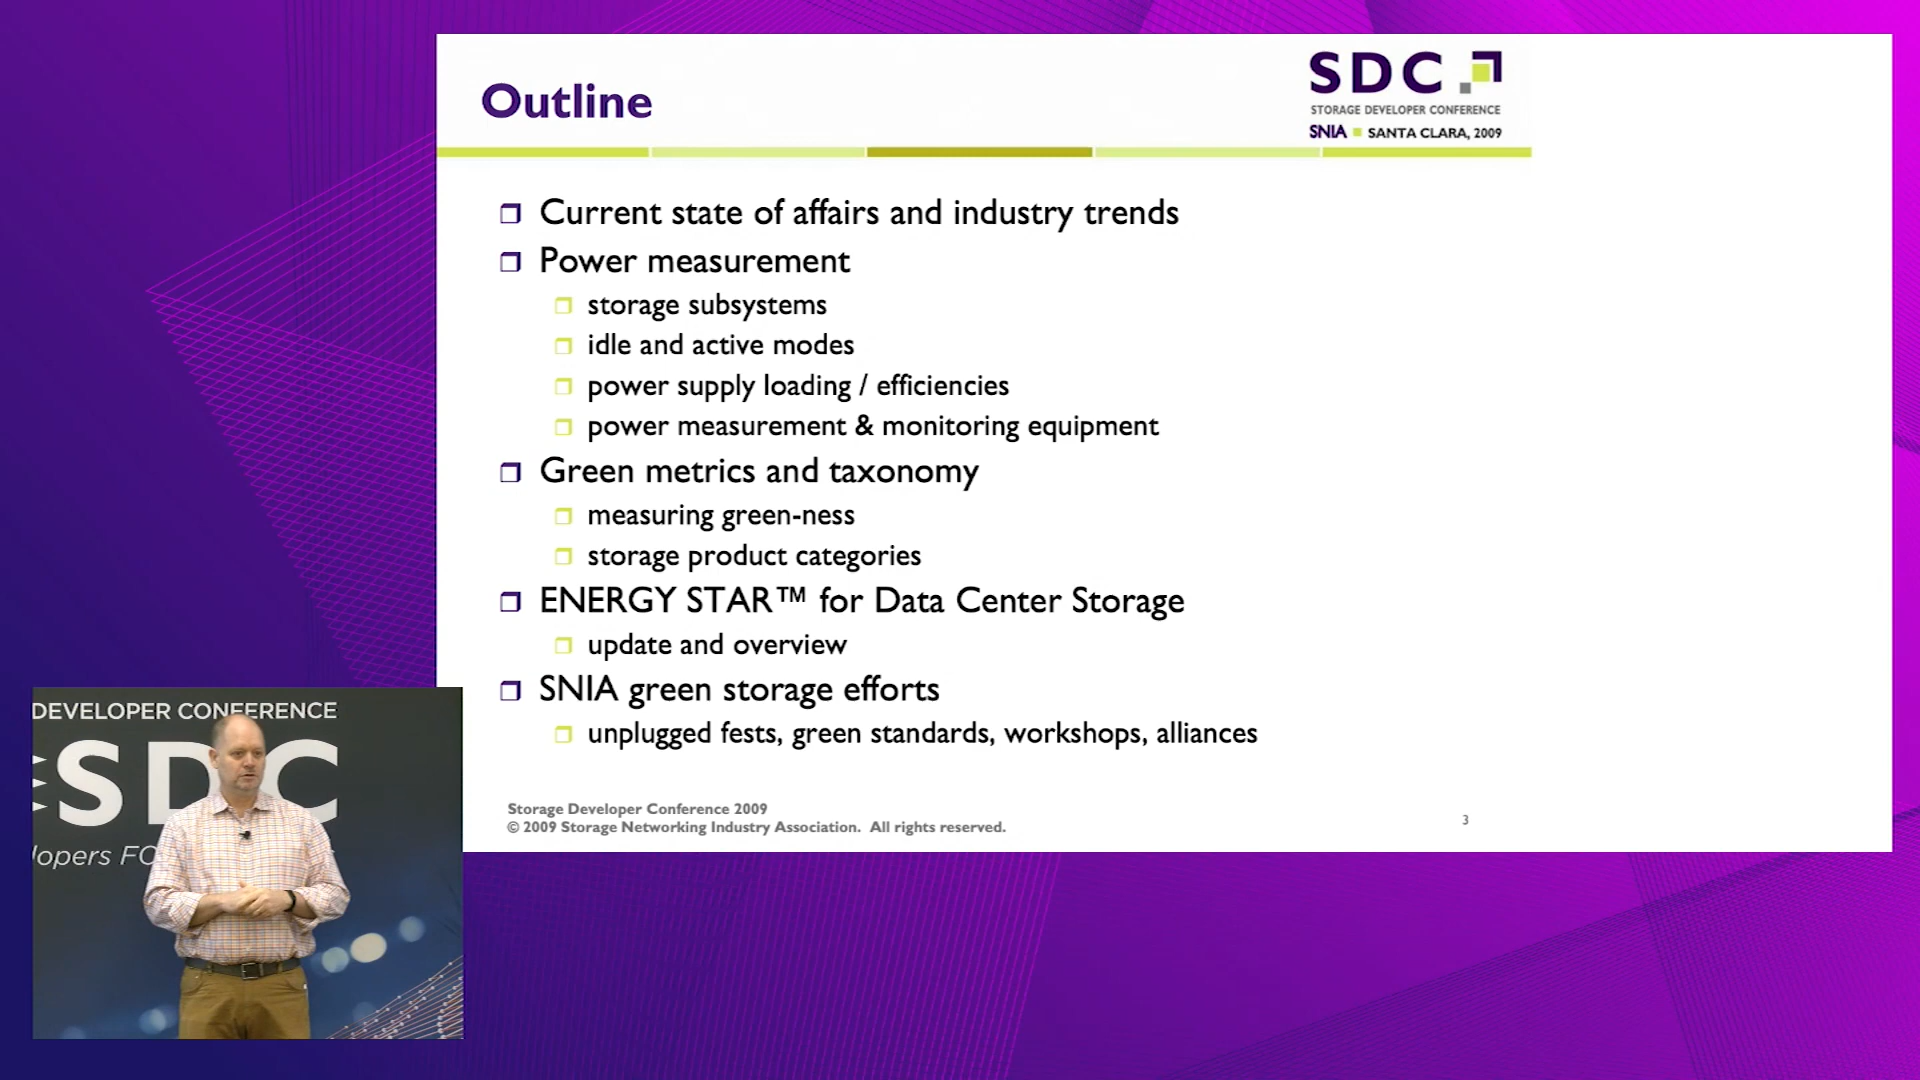 Outline
SDC
STORAGE DEVELOPER CONFERENCE
SNIA SANTA CLARA, 2009
Current state of affairs and industry trends
Power measurement
storage subsystems
idle and active modes
power supply loading / efficiencies
power measurement & monitoring equipment
Green metrics and taxonomy
measuring green-ness
storage product categories
ENERGY STAR™ for Data Center Storage
update and overview
SNIA green storage efforts
unplugged fests, green standards, workshops, alliances
Storage Developer Conference 2009
© 2009 Storage Networking Industry Association. All rights reserved.
3
DEVELOPER CONFERENCE
SDC
lopers FO